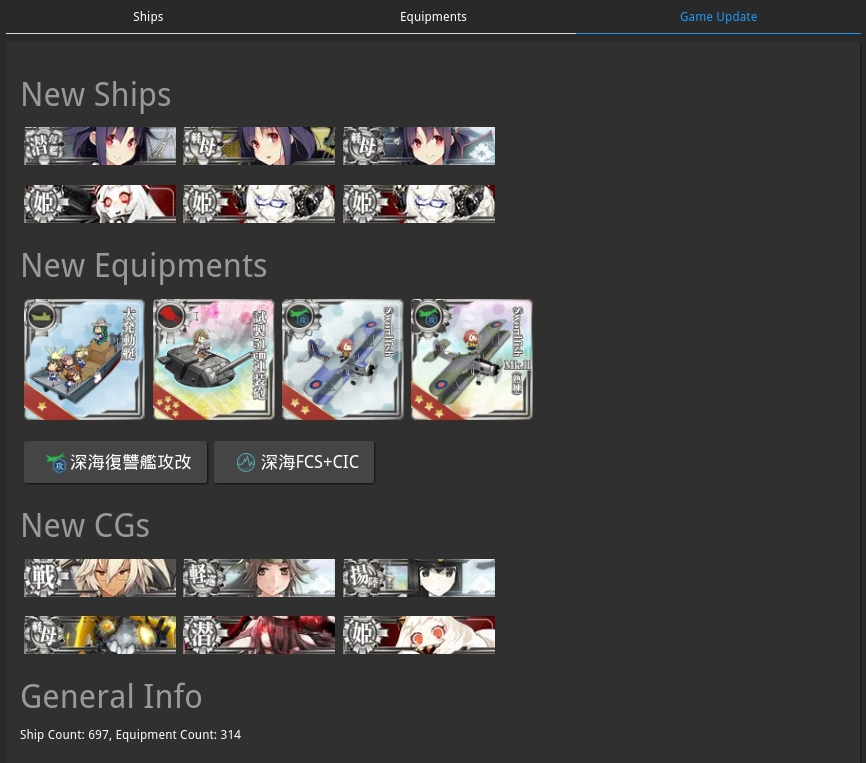 Ships
Equipments
Game Update
New Ships
潜
母
艦
軽
母
軽
母
姫
姫
姫
New Equipments
大発動艇
試製51cm連装砲
Swordfish
Swordfish
Mk.II
(熟練)
深海復讐艦攻改
深海FCS+CIC
New CGs
戦
軽
揚
陸
軽
母
潜
姫
General Info
Ship Count: 697, Equipment Count: 314